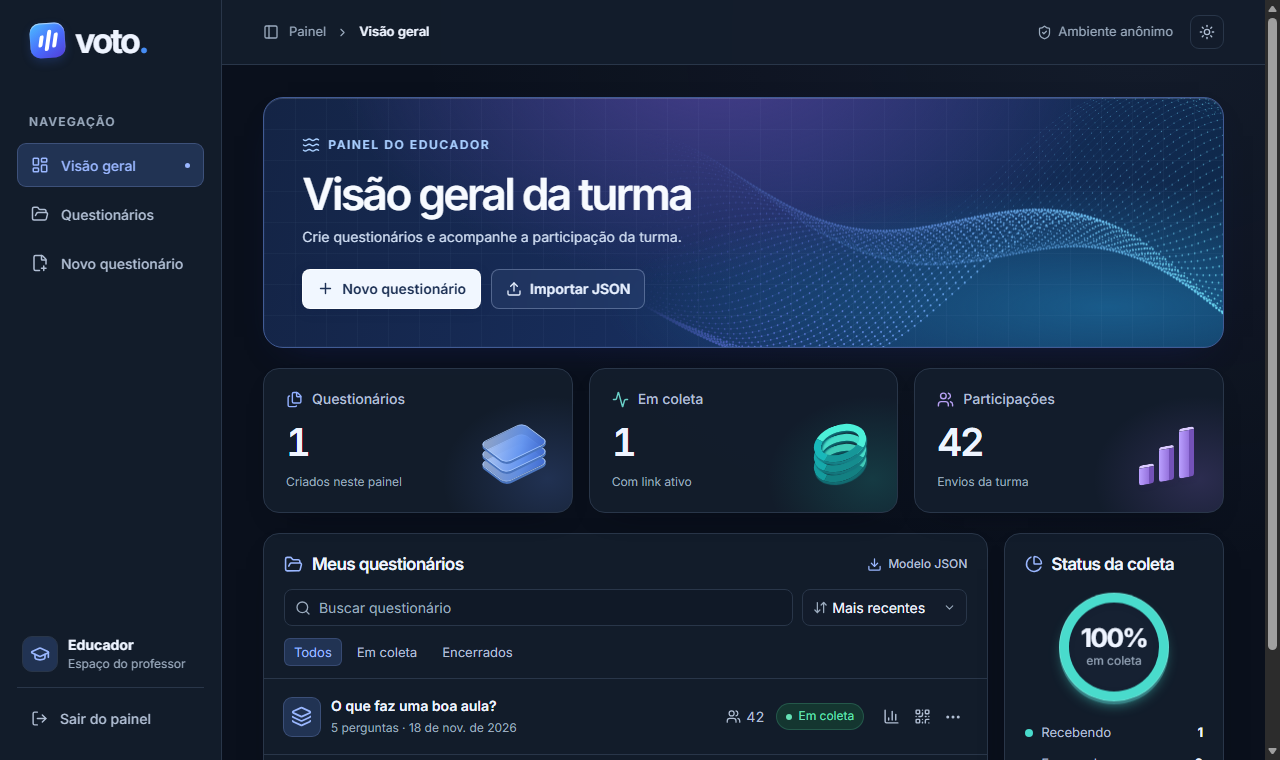 voto.
Painel
Visão geral
Ambiente anônimo
NAVEGAÇÃO
Visão geral
Questionários
Novo questionário
PAINEL DO EDUCADOR
Visão geral da turma
Crie questionários e acompanhe a participação da turma.
Novo questionário
Importar JSON
Questionários
1
Criados neste painel
Em coleta
1
Com link ativo
Participações
42
Envios da turma
Meus questionários
Modelo JSON
Buscar questionário
Mais recentes
Todos
Em coleta
Encerrados
O que faz uma boa aula?
5 perguntas · 18 de nov. de 2026
42
Em coleta
Status da coleta
100%
em coleta
Recebendo
1
Educador
Espaço do professor
Sair do painel